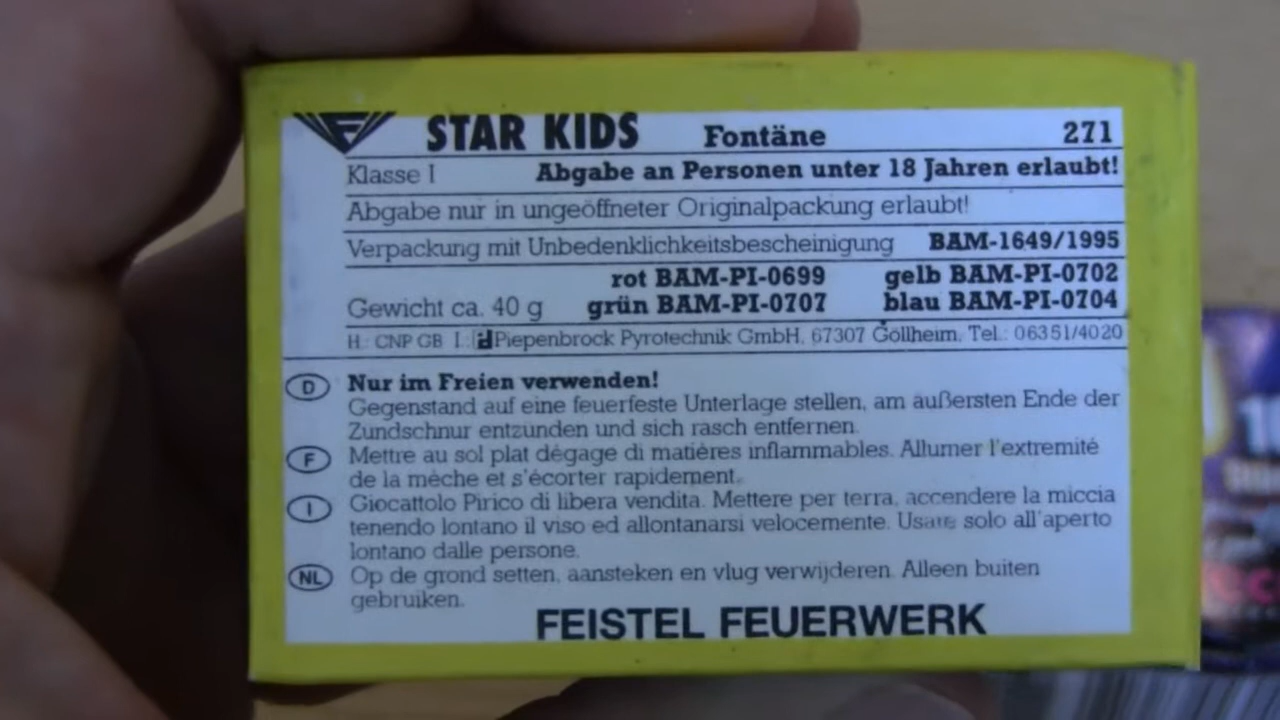 STAR KIDS Fontäne 271
Klasse I Abgabe an Personen unter 18 Jahren erlaubt!
Abgabe nur in ungeöffneter Originalpackung erlaubt!
Verpackung mit Unbedenklichkeitsbescheinigung BAM-1649/1995
rot BAM-PI-0699 gelb BAM-PI-0702
Gewicht ca. 40 g grün BAM-PI-0707 blau BAM-PI-0704
H.: CNP GB I.: Piepenbrock Pyrotechnik GmbH, 67307 Göllheim, Tel.: 06351/4020
D Nur im Freien verwenden!
Gegenstand auf eine feuerfeste Unterlage stellen, am äußersten Ende der
Zundschnur entzunden und sich rasch entfernen.
F Mettre au sol plat dégage di matières inflammables. Allumer l'extremité
de la mèche et s'écorter rapidement.
I Giocattolo Pirico di libera vendita. Mettere per terra, accendere la miccia
tenendo lontano il viso ed allontanarsi velocemente. Usare solo all'aperto
lontano dalle persone.
NL Op de grond setten, aansteken en vlug verwijderen. Alleen buiten
gebruiken.
FEISTEL FEUERWERK